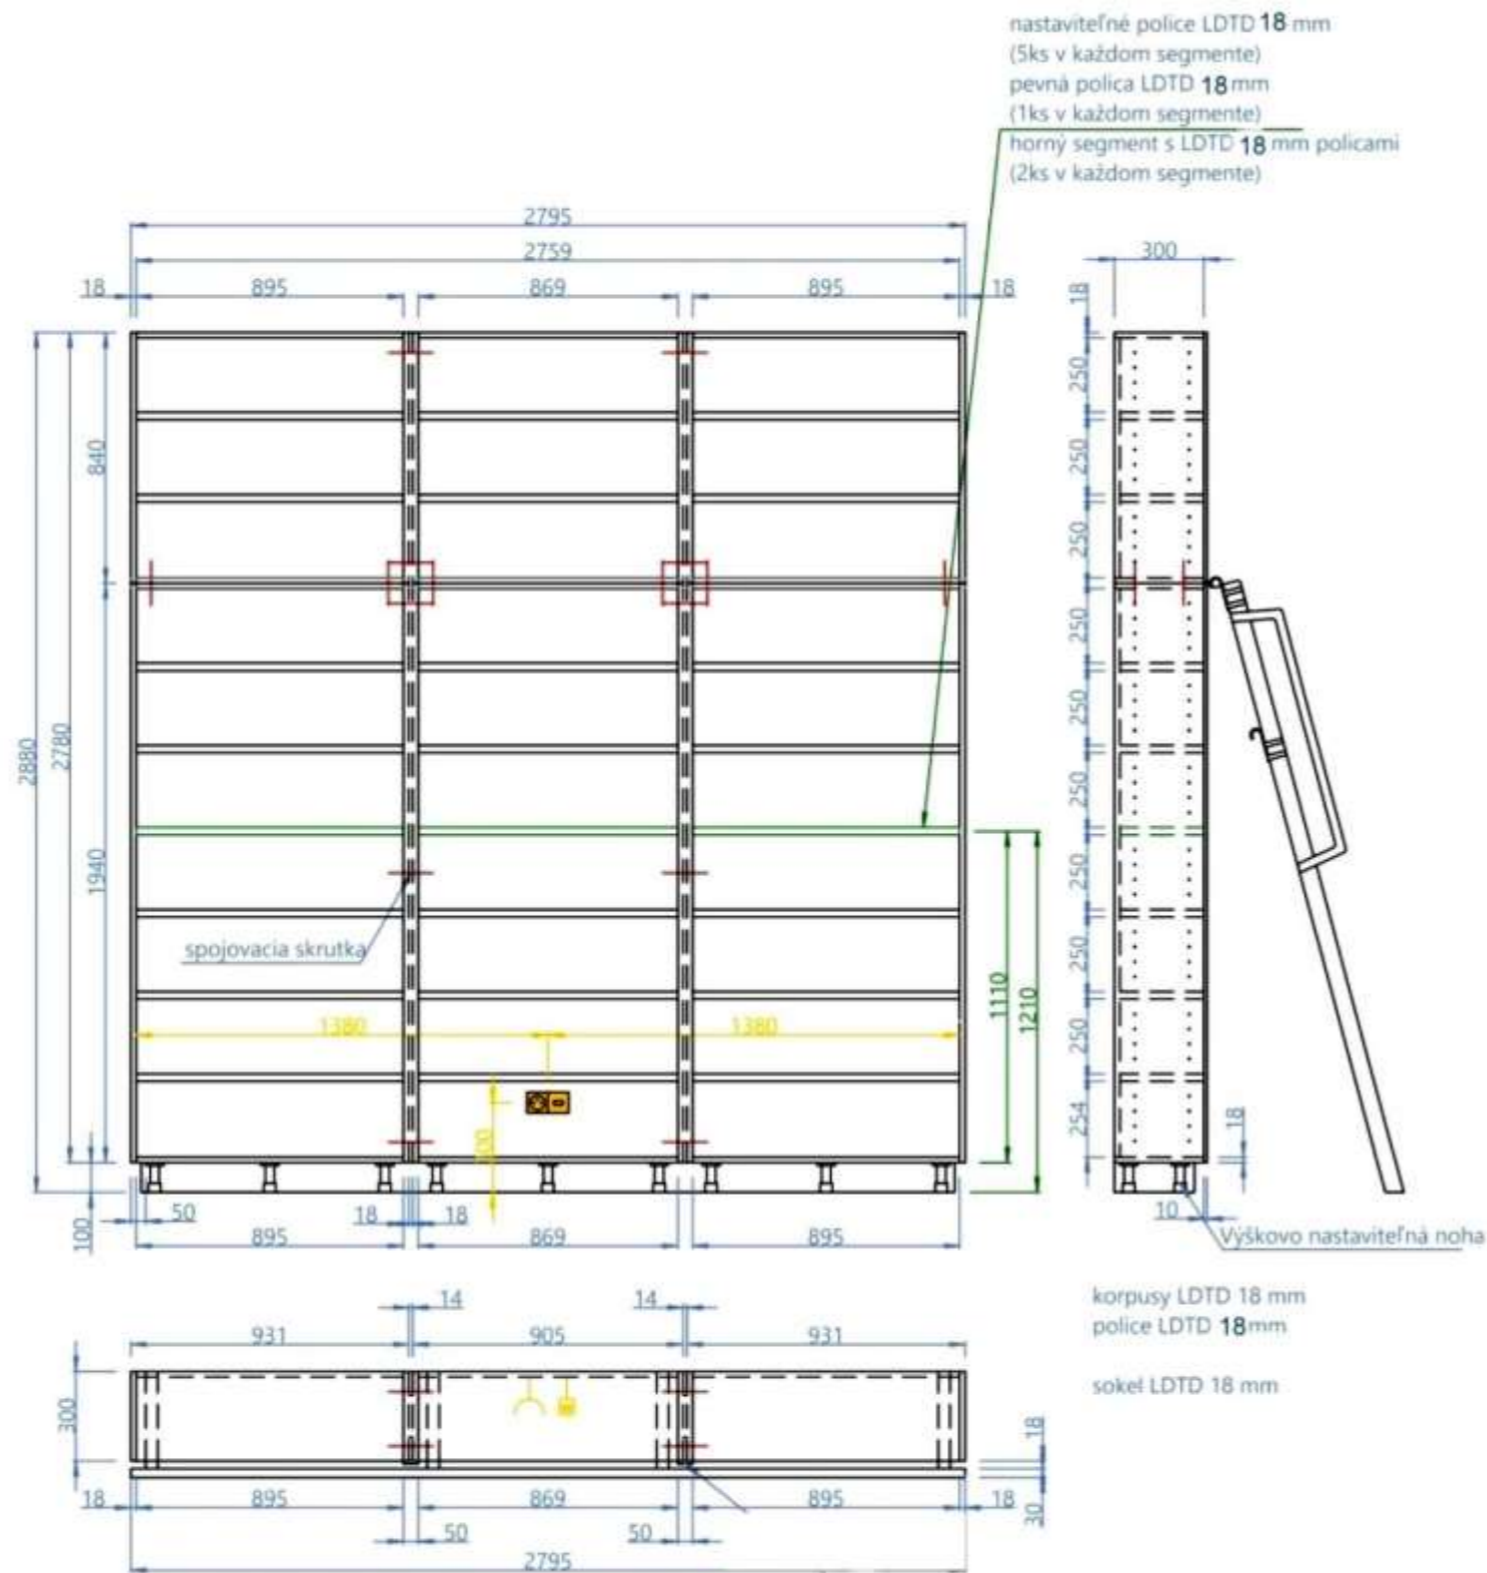 nastaviteľné police LDTD 18 mm
(5ks v každom segmente)
pevná polica LDTD 18 mm
(1ks v každom segmente)
horný segment s LDTD 18 mm policami
(2ks v každom segmente)
2795
2759
18 895 869 895 18
300
18
250
250
250
250
250
250
250
250
250
254
18
10
840
1940
2780
2880
100
spojovacia skrutka
1380 1380
1110
1210
50 18 18
895 869 895
Výškovo nastaviteľná noha
korpusy LDTD 18 mm
police LDTD 18mm
sokel LDTD 18 mm
14 14
931 905 931
300
18
30
18 895 869 895 18
50 50
2795